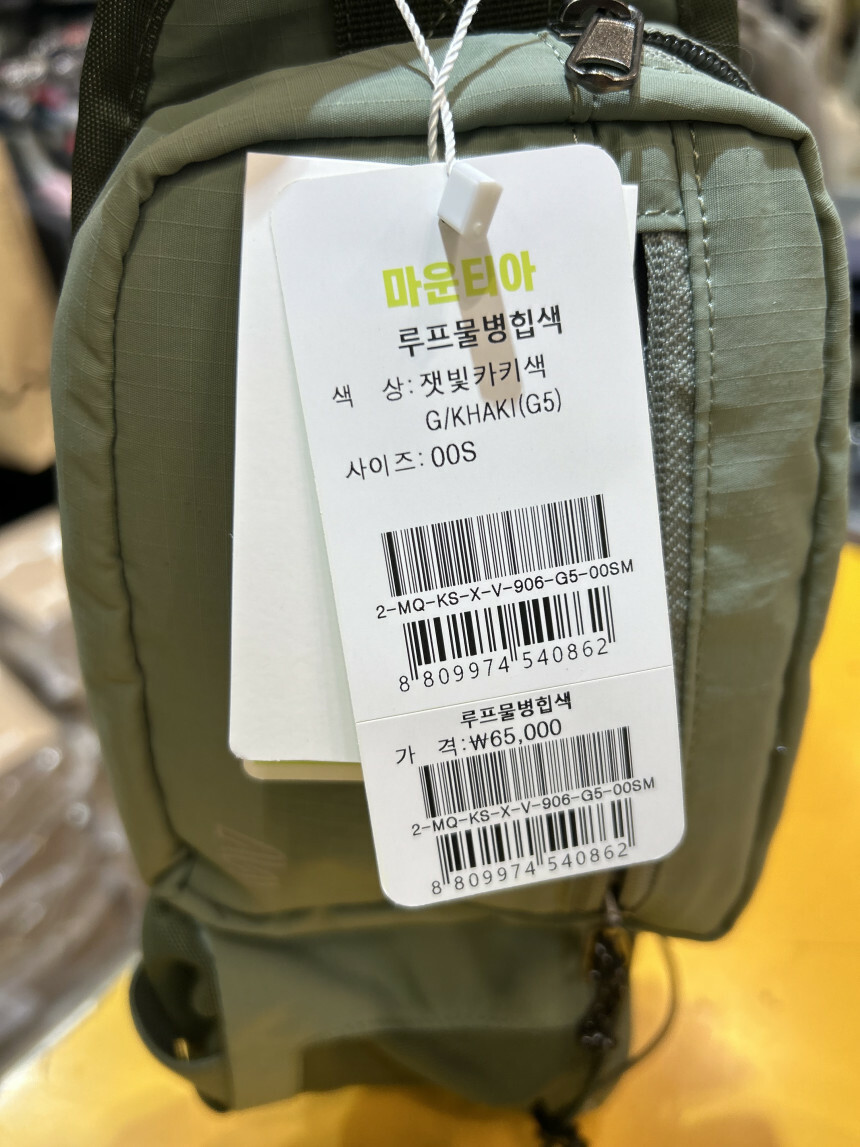 마운티아
루프물병힙색
색 상:잿빛카키색
G/KHAKI(G5)
사이즈:00S
2-MQ-KS-X-V-906-G5-00SM
8 809974 540862
루프물병힙색
가 격:₩65,000
2-MQ-KS-X-V-906-G5-00SM
8 809974 540862